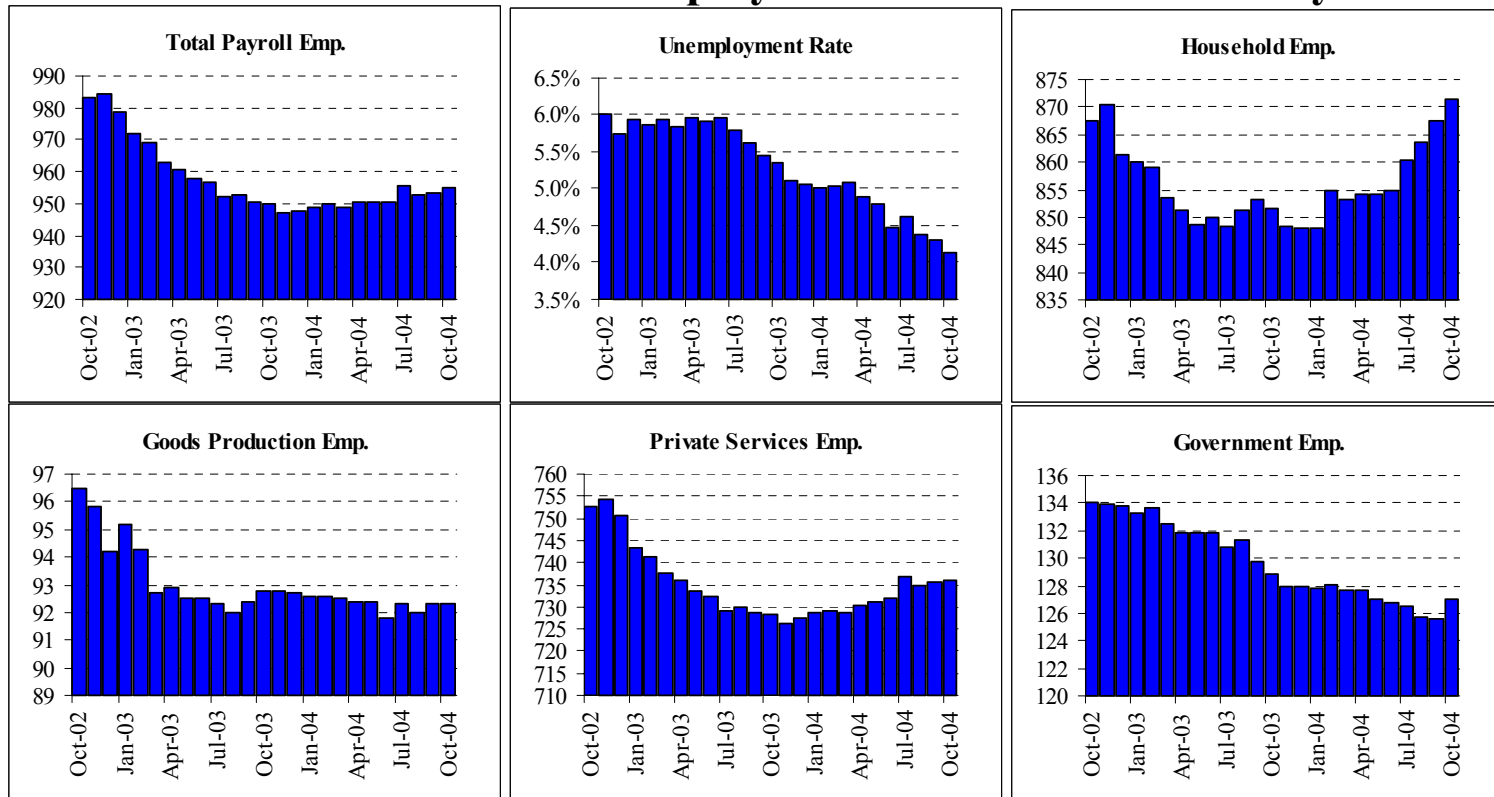 Total Payroll Emp.
990
980
970
960
950
940
930
920
Oct-02
Jan-03
Apr-03
Jul-03
Oct-03
Jan-04
Apr-04
Jul-04
Oct-04
Unemployment Rate
6.5%
6.0%
5.5%
5.0%
4.5%
4.0%
3.5%
Oct-02
Jan-03
Apr-03
Jul-03
Oct-03
Jan-04
Apr-04
Jul-04
Oct-04
Household Emp.
875
870
865
860
855
850
845
840
835
Oct-02
Jan-03
Apr-03
Jul-03
Oct-03
Jan-04
Apr-04
Jul-04
Oct-04
Goods Production Emp.
97
96
95
94
93
92
91
90
89
Oct-02
Jan-03
Apr-03
Jul-03
Oct-03
Jan-04
Apr-04
Jul-04
Oct-04
Private Services Emp.
760
755
750
745
740
735
730
725
720
715
710
Oct-02
Jan-03
Apr-03
Jul-03
Oct-03
Jan-04
Apr-04
Jul-04
Oct-04
Government Emp.
136
134
132
130
128
126
124
122
120
Oct-02
Jan-03
Apr-03
Jul-03
Oct-03
Jan-04
Apr-04
Jul-04
Oct-04